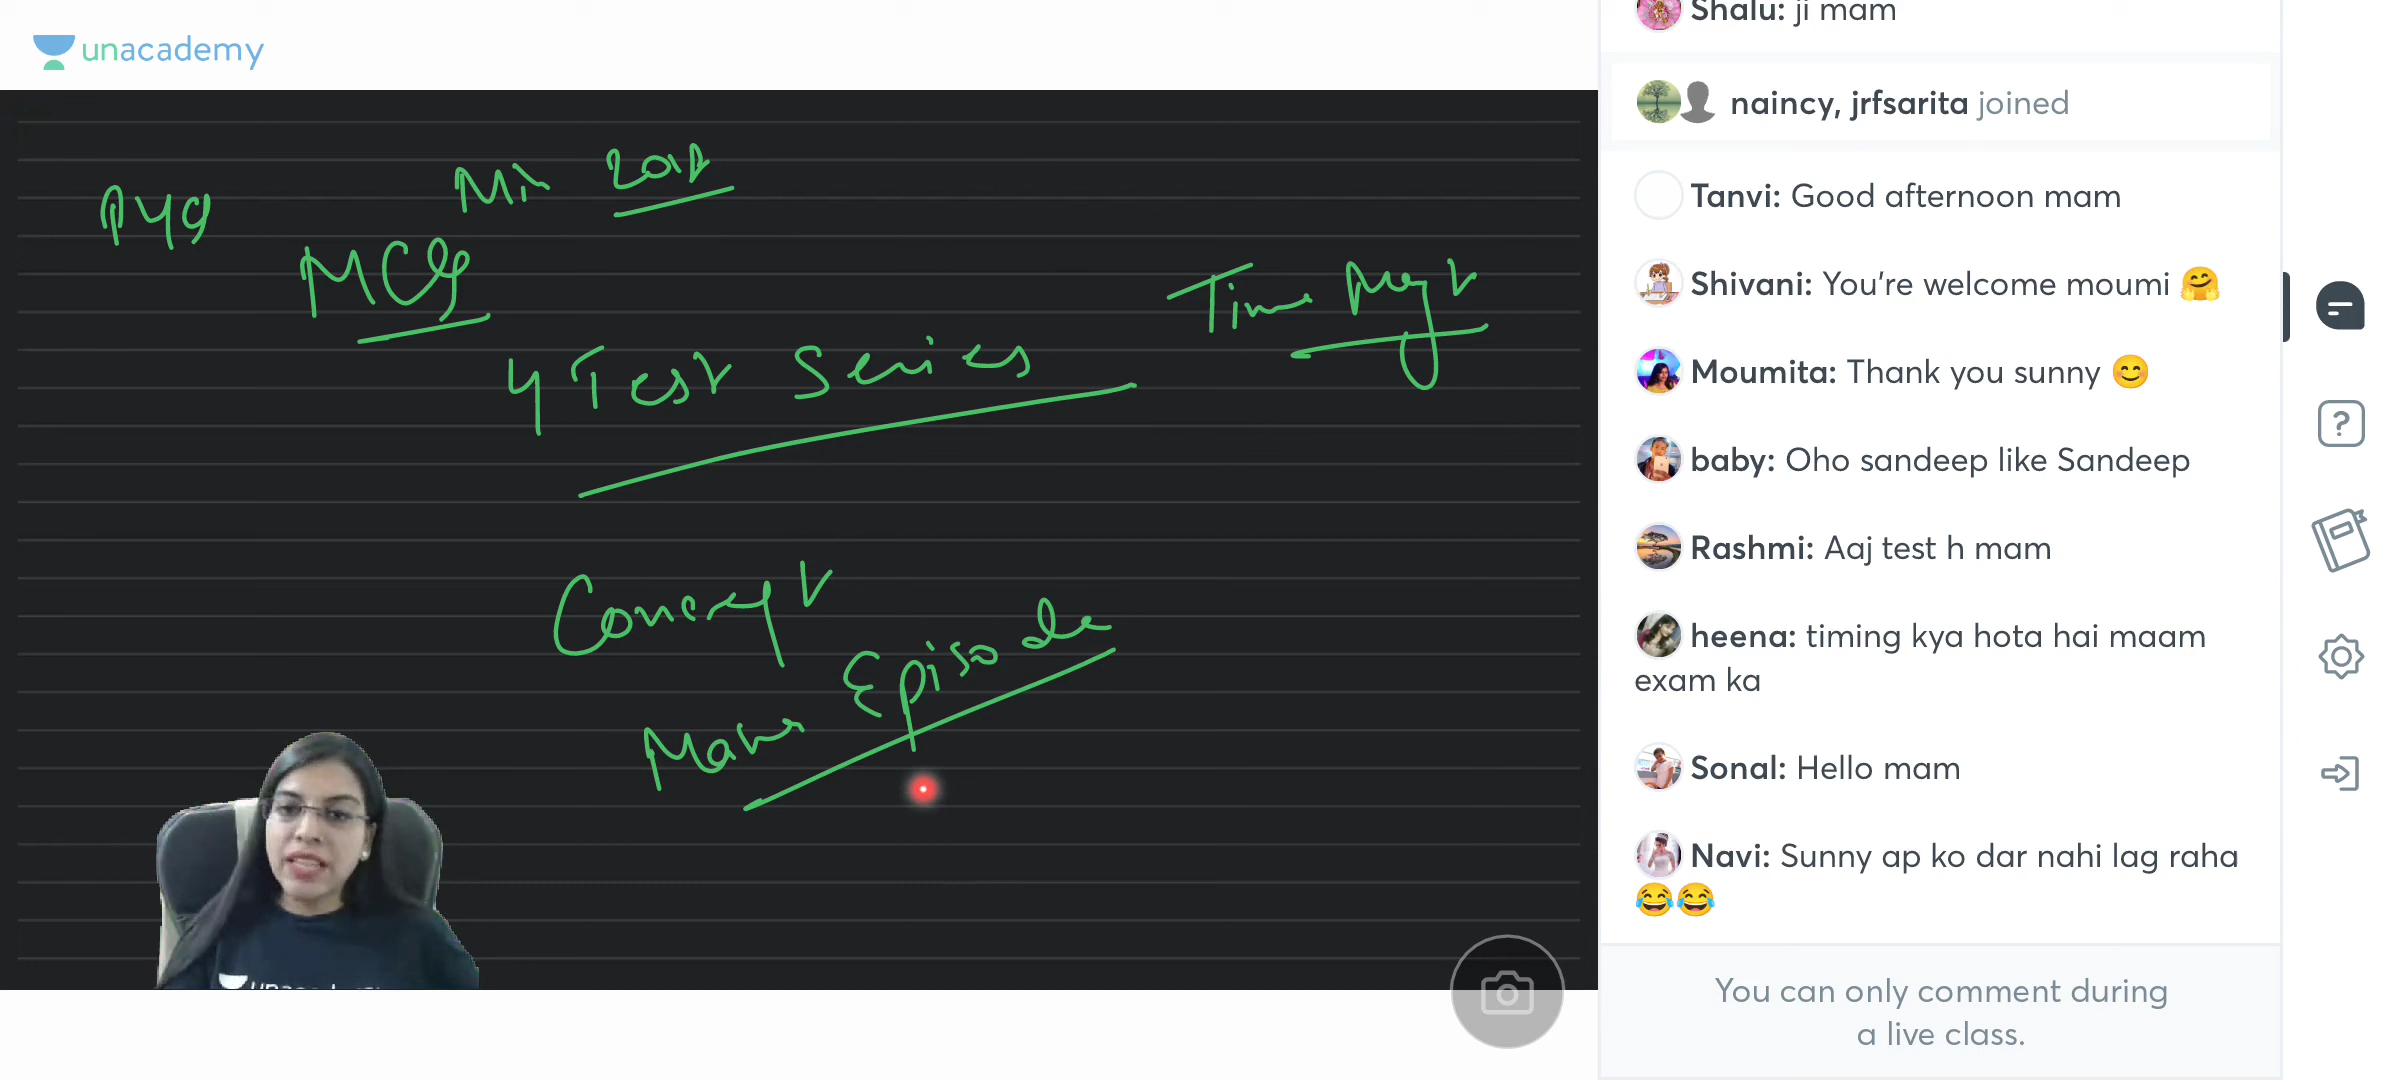 unacademy
PYQ
Min 2018
MCQ
4 Test Series
Time Mgt
Concept
Episode
Shalu: ji mam
naincy, jrfsarita joined
Tanvi: Good afternoon mam
Shivani: You're welcome moumi 🤗
Moumita: Thank you sunny 😊
baby: Oho sandeep like Sandeep
Rashmi: Aaj test h mam
heena: timing kya hota hai maam
exam ka
Sonal: Hello mam
Navi: Sunny ap ko dar nahi lag raha
😂😂
You can only comment during
a live class.